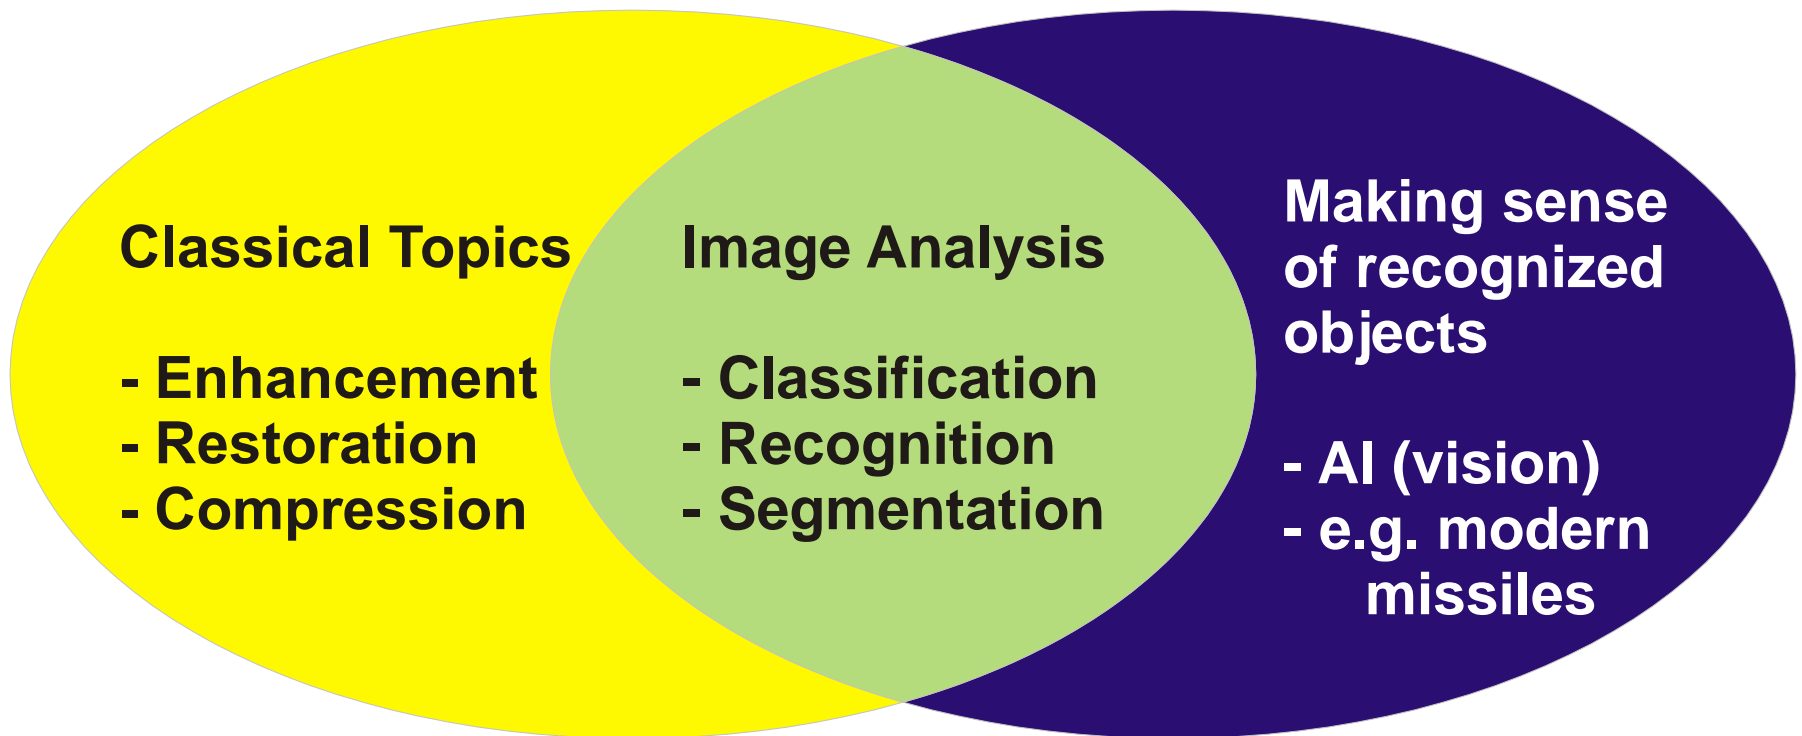 Classical Topics
- Enhancement
- Restoration
- Compression
Image Analysis
- Classification
- Recognition
- Segmentation
Making sense
of recognized
objects
- AI (vision)
- e.g. modern
missiles